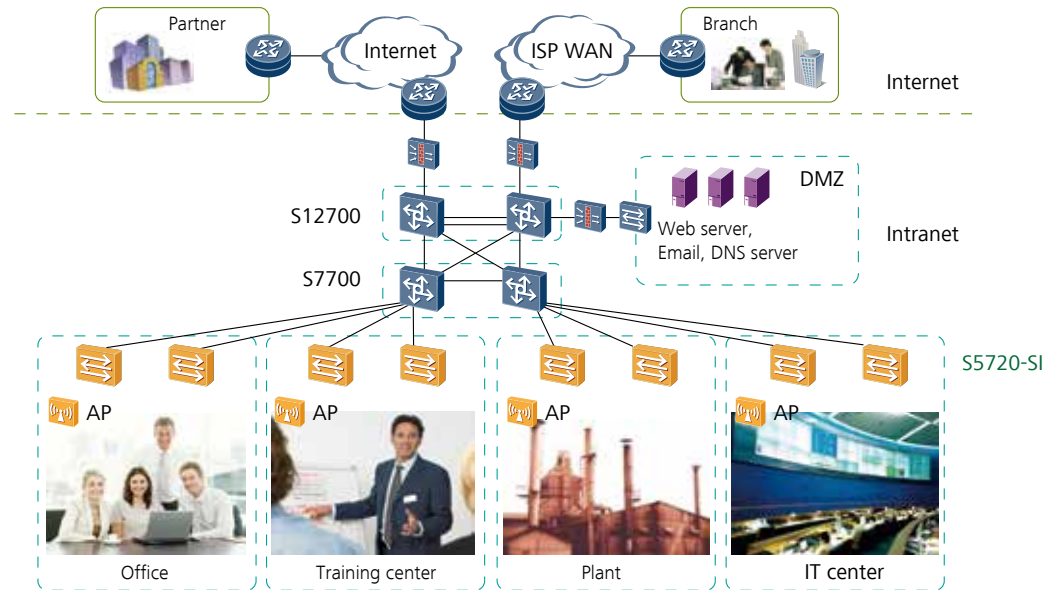 Partner
Internet
ISP WAN
Branch
Internet
DMZ
S12700
Web server,
Email, DNS server
Intranet
S7700
S5720-SI
AP
AP
AP
AP
Office
Training center
Plant
IT center